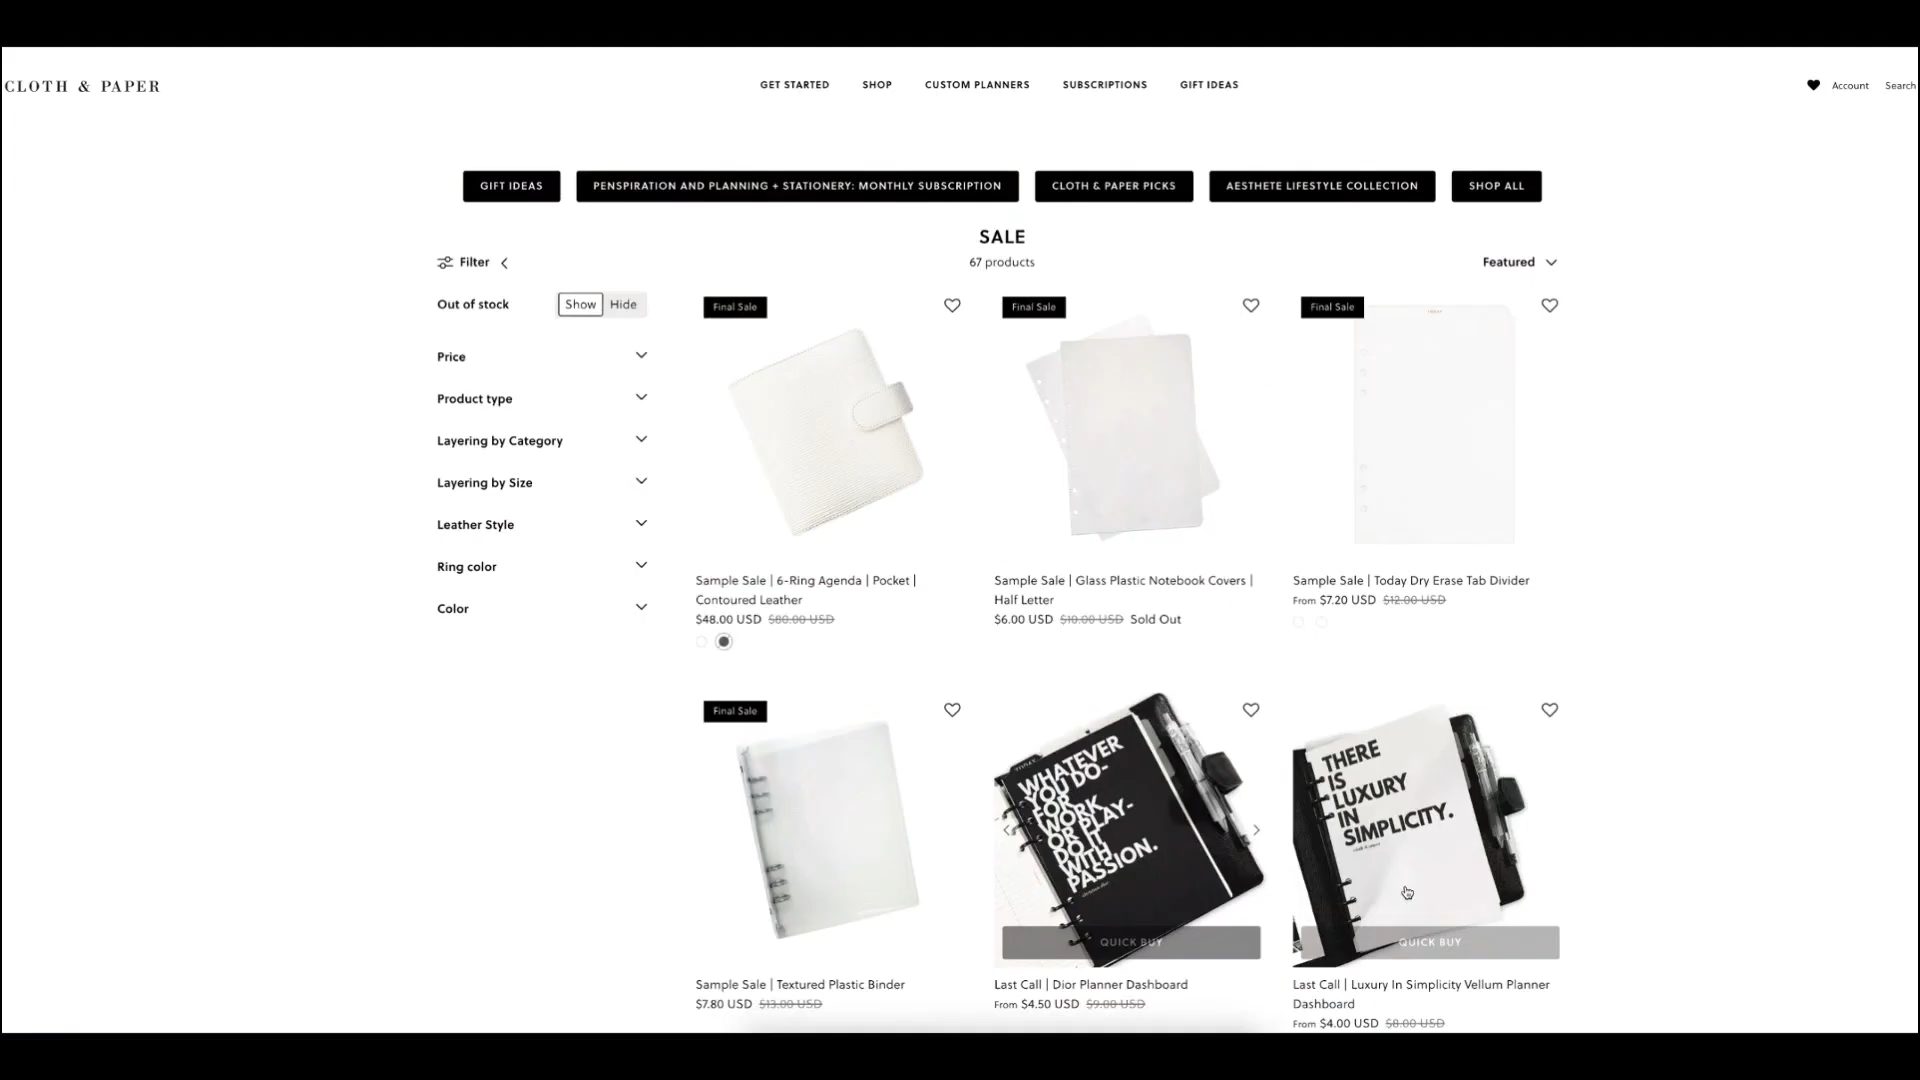 CLOTH & PAPER
GET STARTED
SHOP
CUSTOM PLANNERS
SUBSCRIPTIONS
GIFT IDEAS
Account
Search
GIFT IDEAS
PENSPIRATION AND PLANNING + STATIONERY: MONTHLY SUBSCRIPTION
CLOTH & PAPER PICKS
AESTHETE LIFESTYLE COLLECTION
SHOP ALL
SALE
67 products
Filter
Featured
Out of stock
Show
Hide
Price
Product type
Layering by Category
Layering by Size
Leather Style
Ring color
Color
Final Sale
Sample Sale | 6-Ring Agenda | Pocket |
Contoured Leather
$48.00 USD $80.00 USD
Final Sale
Sample Sale | Glass Plastic Notebook Covers |
Half Letter
$6.00 USD $10.00 USD Sold Out
Final Sale
TODAY
Sample Sale | Today Dry Erase Tab Divider
From $7.20 USD $12.00 USD
Final Sale
Sample Sale | Textured Plastic Binder
$7.80 USD $13.00 USD
TODAY
WHATEVER
YOU DO-
FOR
WORK
OR PLAY-
DO IT
WITH
PASSION.
QUICK BUY
Last Call | Dior Planner Dashboard
From $4.50 USD $9.00 USD
THERE
IS
LUXURY
IN
SIMPLICITY.
QUICK BUY
Last Call | Luxury In Simplicity Vellum Planner
Dashboard
From $4.00 USD $8.00 USD